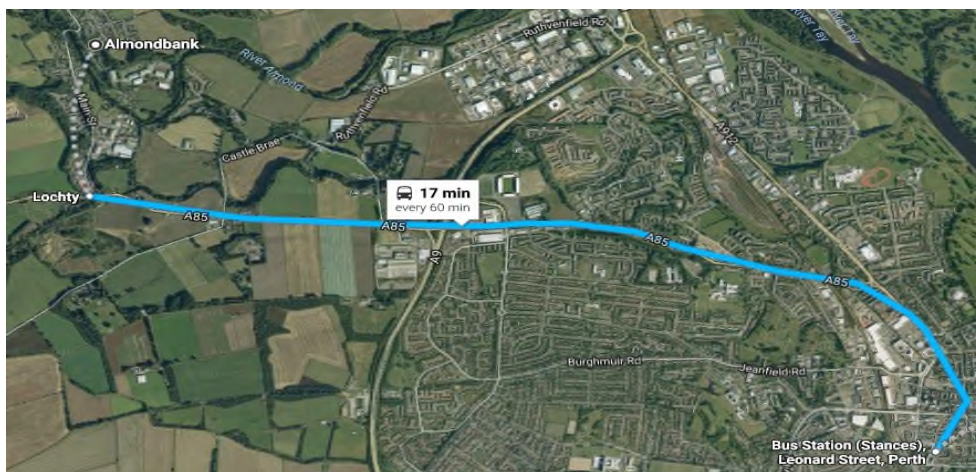 Almondbank
Ruthvenfield Rd
River Tay
River Almond
Main St
Ruthvenfield Rd
A912
Castle Brae
17 min
every 60 min
Lochty
A85
A85
A9
A85
A85
Burghmuir Rd
Jeanfield Rd
Bus Station (Stances),
Leonard Street, Perth